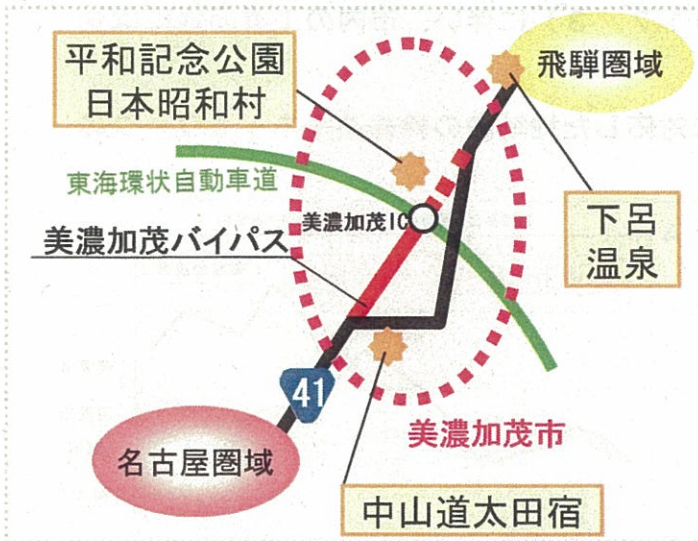 平和記念公園
日本昭和村
飛騨圏域
東海環状自動車道
美濃加茂IC
下呂
温泉
美濃加茂バイパス
41
美濃加茂市
名古屋圏域
中山道太田宿